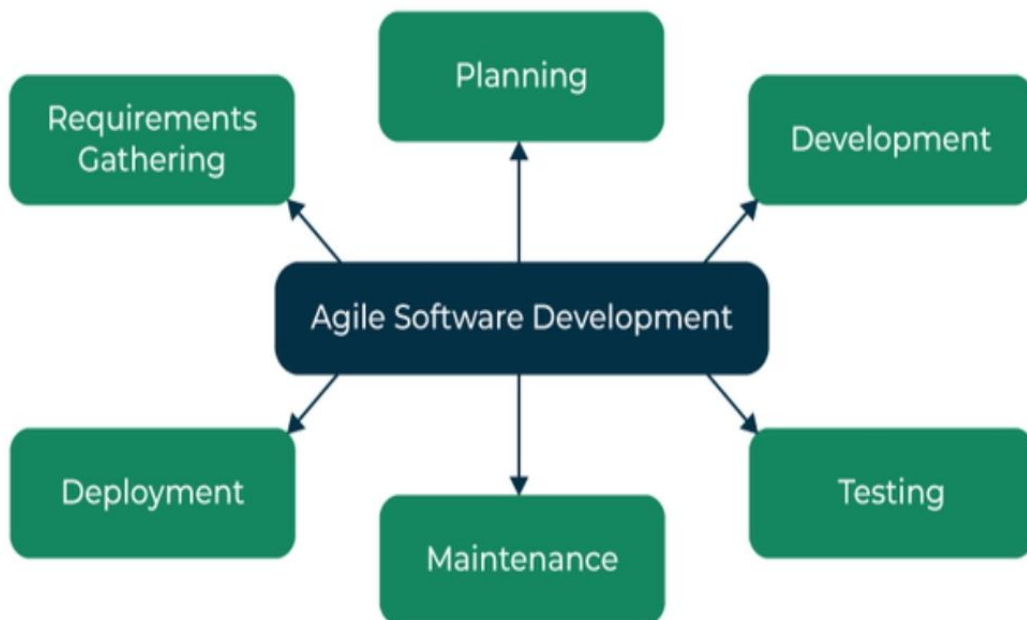 Planning
Requirements
Gathering
Development
Agile Software Development
Deployment
Testing
Maintenance